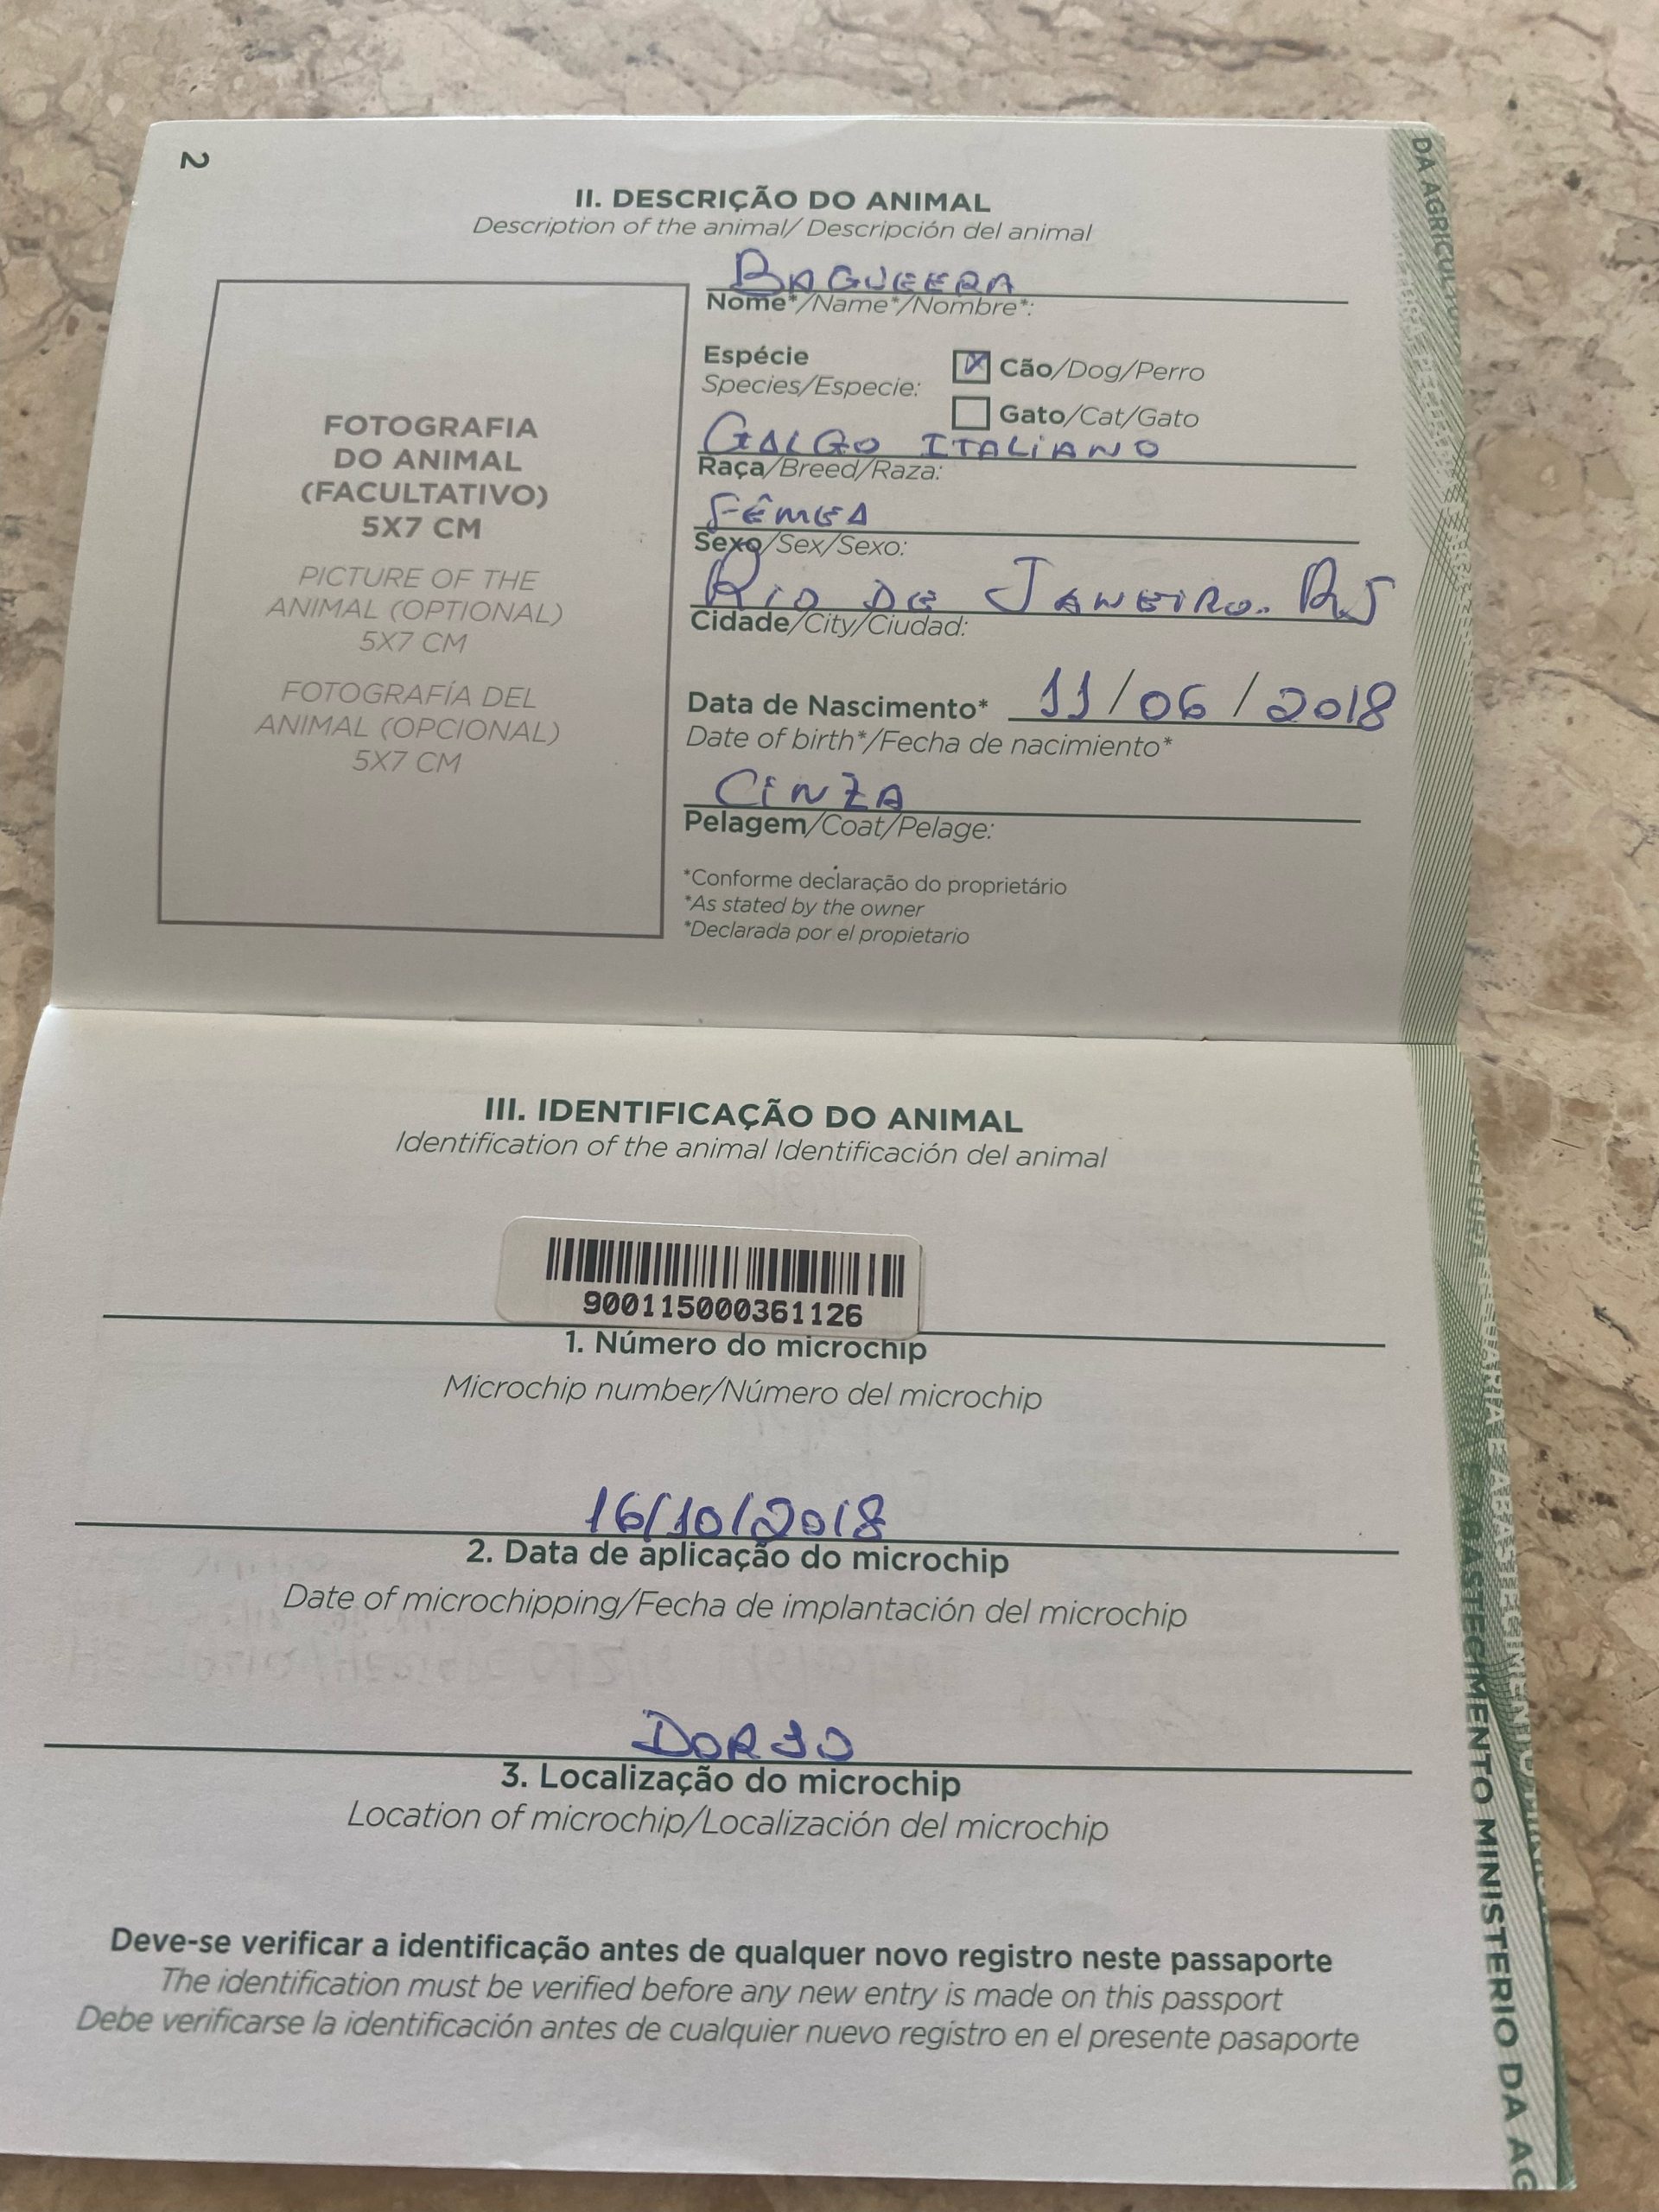 2
II. DESCRIÇÃO DO ANIMAL
Description of the animal/ Descripción del animal
FOTOGRAFIA
DO ANIMAL
(FACULTATIVO)
5X7 CM
PICTURE OF THE
ANIMAL (OPTIONAL)
5X7 CM
FOTOGRAFÍA DEL
ANIMAL (OPCIONAL)
5X7 CM
BAGUEERA
Nome*/Name*/Nombre*:
Espécie
Species/Especie:
Cão/Dog/Perro
Gato/Cat/Gato
GALGO ITALIANO
Raça/Breed/Raza:
FÊMEA
Sexo/Sex/Sexo:
RIO DE JANEIRO. RJ
Cidade/City/Ciudad:
Data de Nascimento* 11/06/2018
Date of birth*/Fecha de nacimiento*
CINZA
Pelagem/Coat/Pelage:
*Conforme declaração do proprietário
*As stated by the owner
*Declarada por el propietario
III. IDENTIFICAÇÃO DO ANIMAL
Identification of the animal Identificación del animal
900115000361126
1. Número do microchip
Microchip number/Número del microchip
16/10/2018
2. Data de aplicação do microchip
Date of microchipping/Fecha de implantación del microchip
DORSO
3. Localização do microchip
Location of microchip/Localización del microchip
Deve-se verificar a identificação antes de qualquer novo registro neste passaporte
The identification must be verified before any new entry is made on this passport
Debe verificarse la identificación antes de cualquier nuevo registro en el presente pasaporte
DA AGRICUL
E ABASTECIMENTO MINISTERIO DA AG